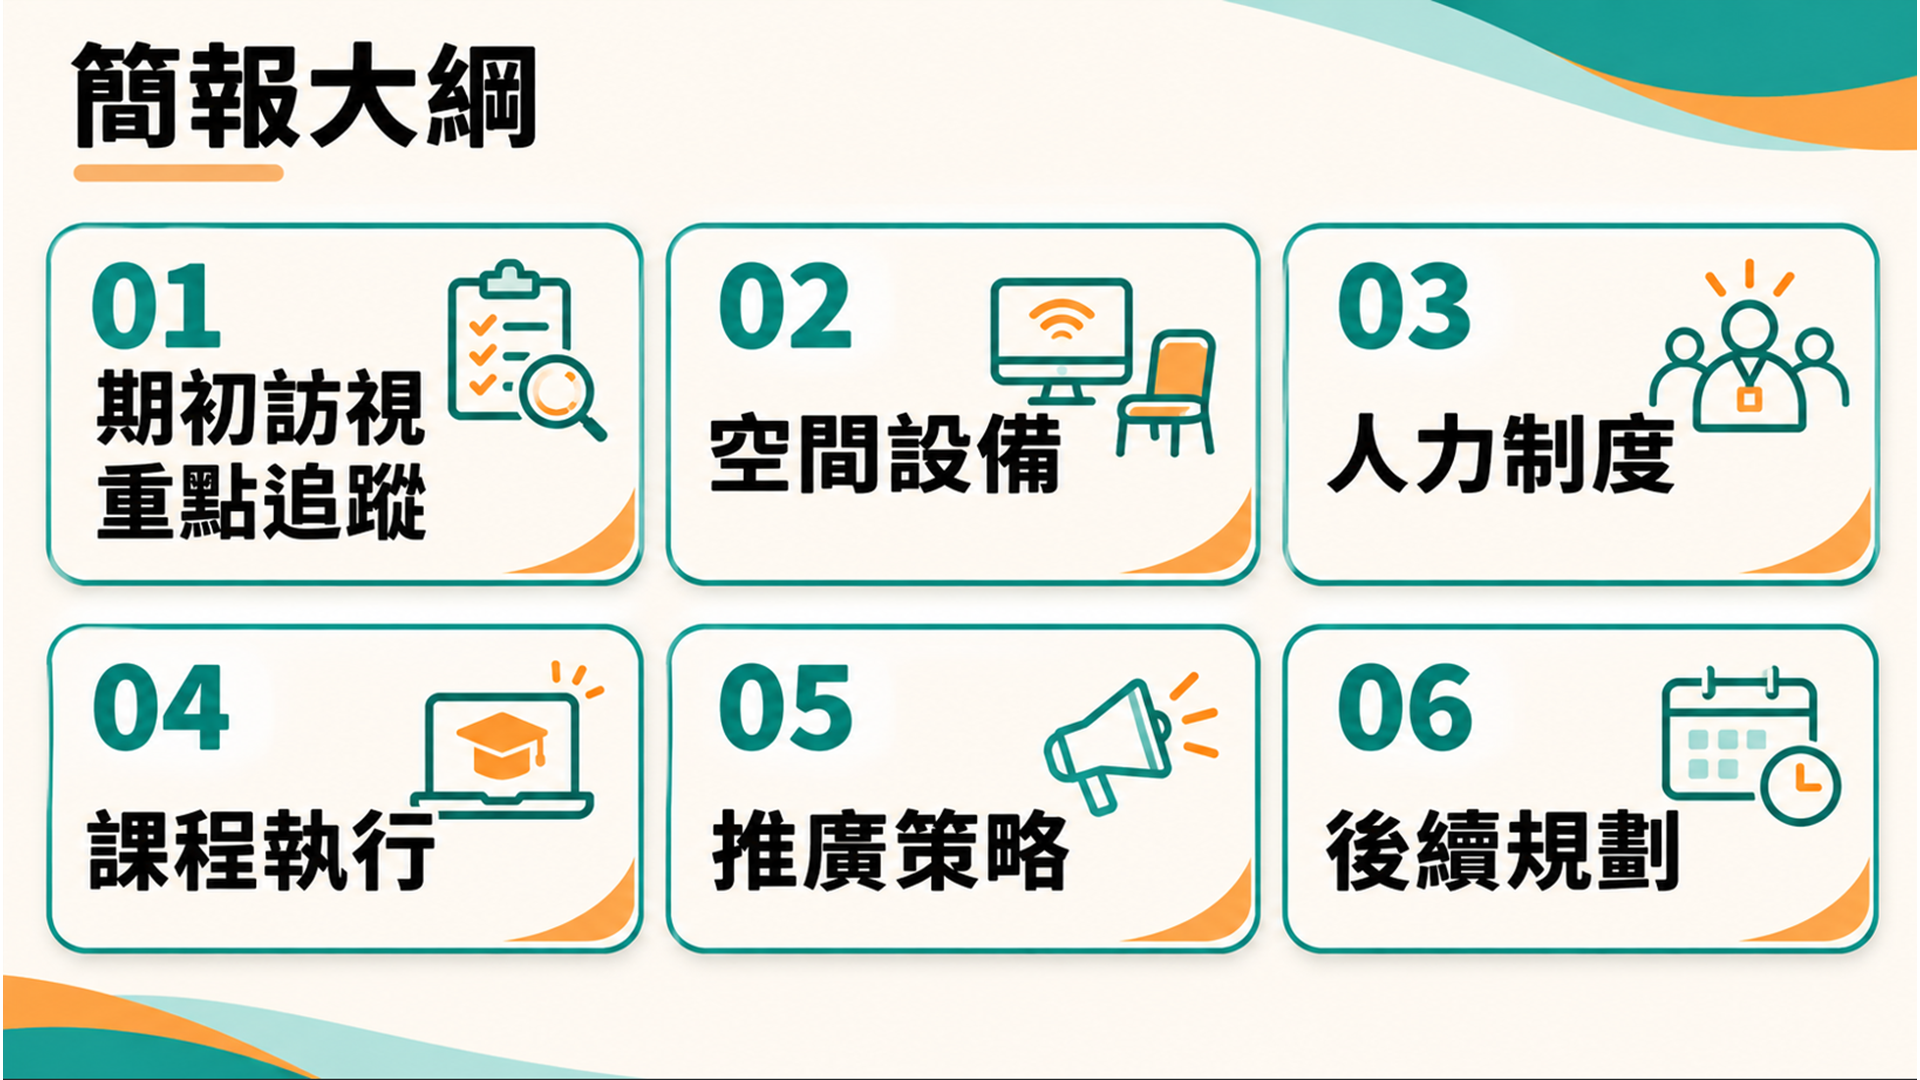 簡報大綱
01
期初訪視
重點追蹤
02
空間設備
03
人力制度
04
課程執行
05
推廣策略
06
後續規劃